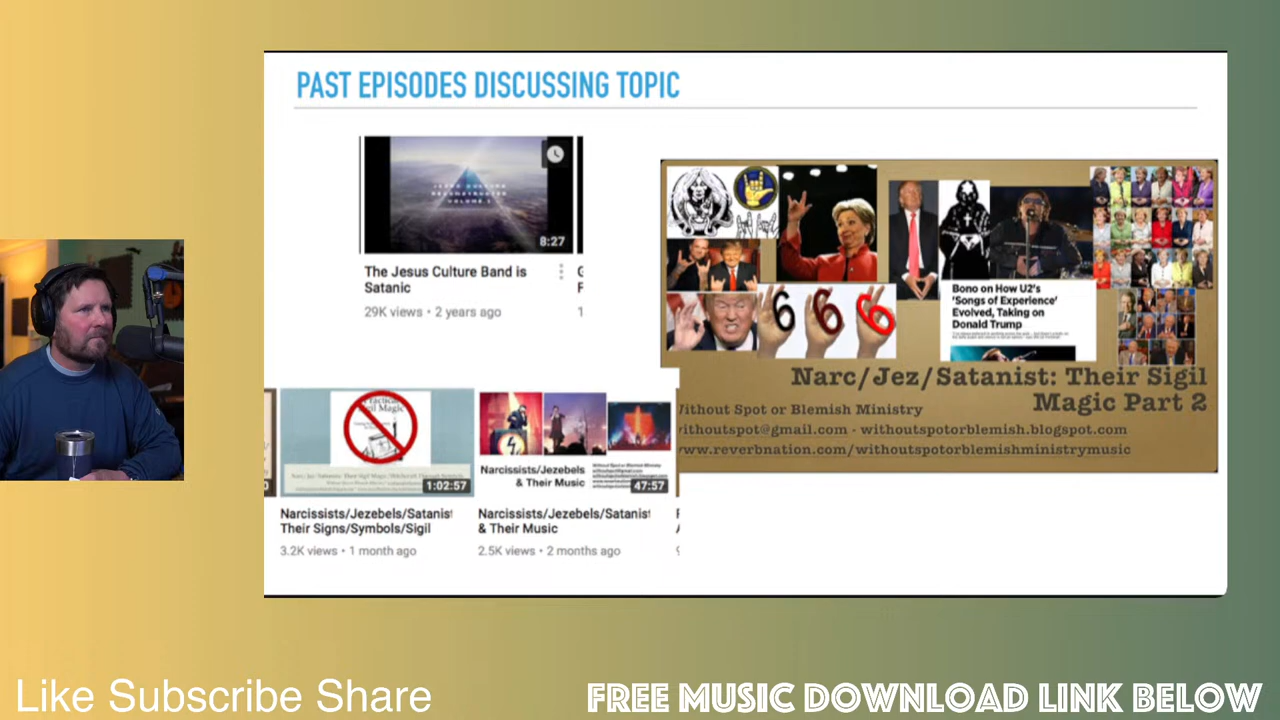 PAST EPISODES DISCUSSING TOPIC
8:27
The Jesus Culture Band is
Satanic
29K views • 2 years ago
1:02:57
Narcissists/Jezebels/Satanist
Their Signs/Symbols/Sigil
3.2K views • 1 month ago
Narcissists/Jezebels
& Their Music
47:57
Narcissists/Jezebels/Satanist
& Their Music
2.5K views • 2 months ago
666
Bono on How U2's
'Songs of Experience'
Evolved, Taking on
Donald Trump
Narc/Jez/Satanist: Their Sigil
Magic Part 2
ithout Spot or Blemish Ministry
withoutspot@gmail.com - withoutspotorblemish.blogspot.com
www.reverbnation.com/withoutspotorblemishministrymusic
Like Subscribe Share
FREE MUSIC DOWNLOAD LINK BELOW